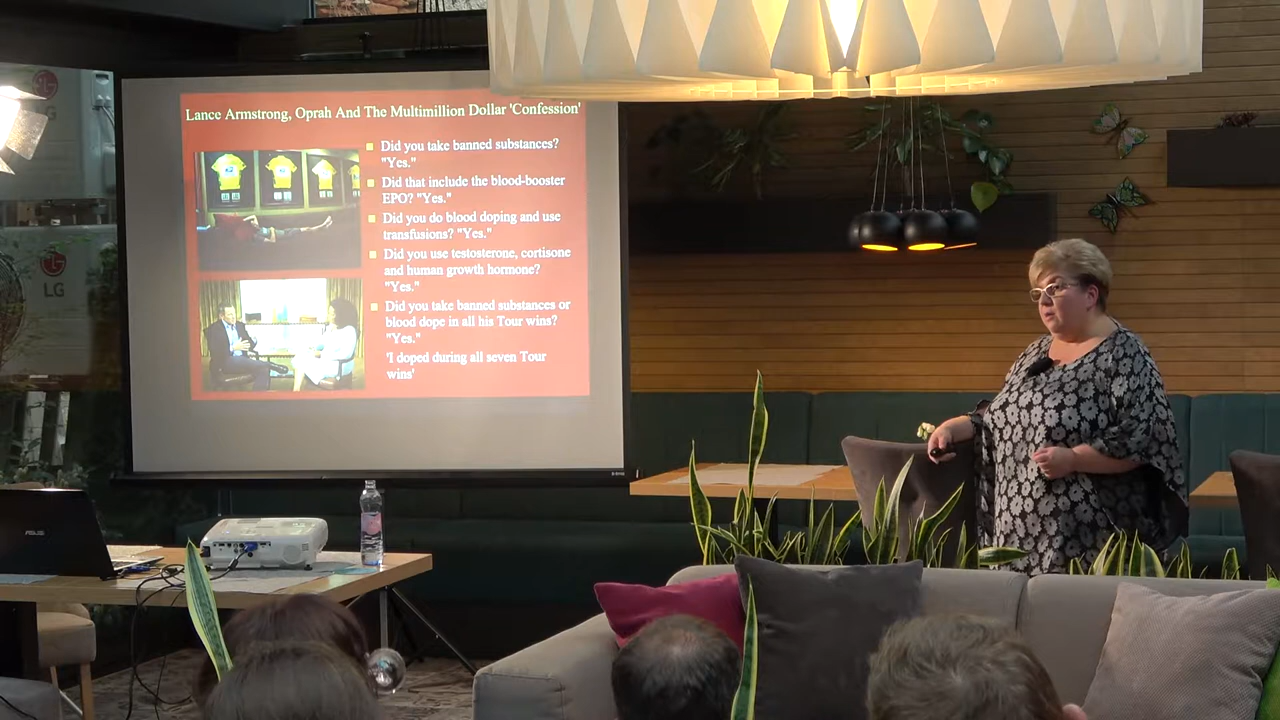 Lance Armstrong, Oprah And The Multimillion Dollar 'Confession'
Did you take banned substances?
"Yes."
Did that include the blood-booster
EPO? "Yes."
Did you do blood doping and use
transfusions? "Yes."
Did you use testosterone, cortisone
and human growth hormone?
"Yes."
Did you take banned substances or
blood dope in all his Tour wins?
"Yes."
'I doped during all seven Tour
wins'
LG
ASUS